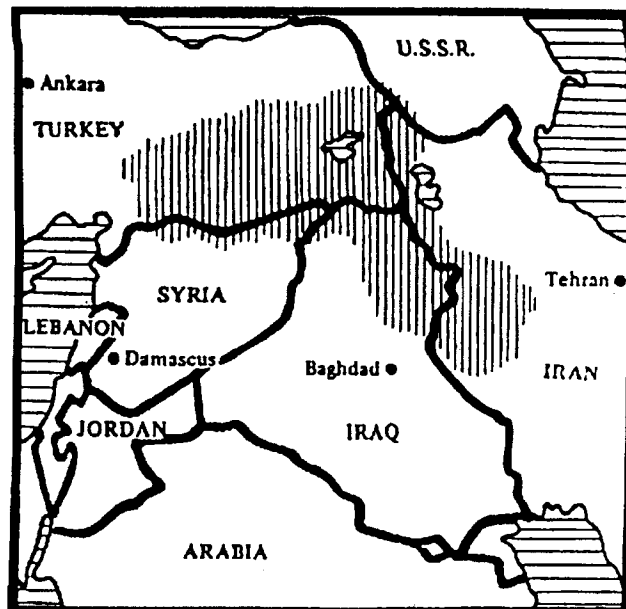 U.S.S.R.
Ankara
TURKEY
SYRIA
Tehran
LEBANON
Damascus
Baghdad
IRAN
JORDAN
IRAQ
ARABIA